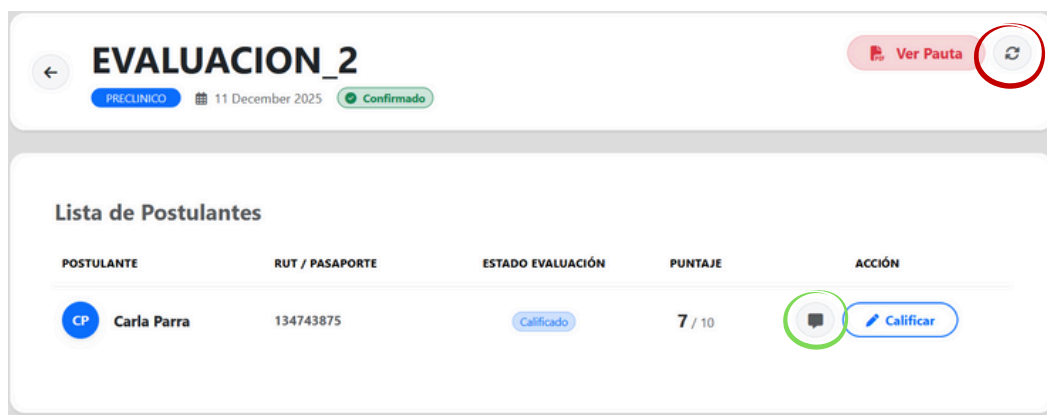 EVALUACION_2
Ver Pauta
PRECLINICO 11 December 2025 Confirmado
Lista de Postulantes
POSTULANTE RUT / PASAPORTE ESTADO EVALUACIÓN PUNTAJE ACCIÓN
CP Carla Parra 134743875 Calificado 7 / 10 Calificar